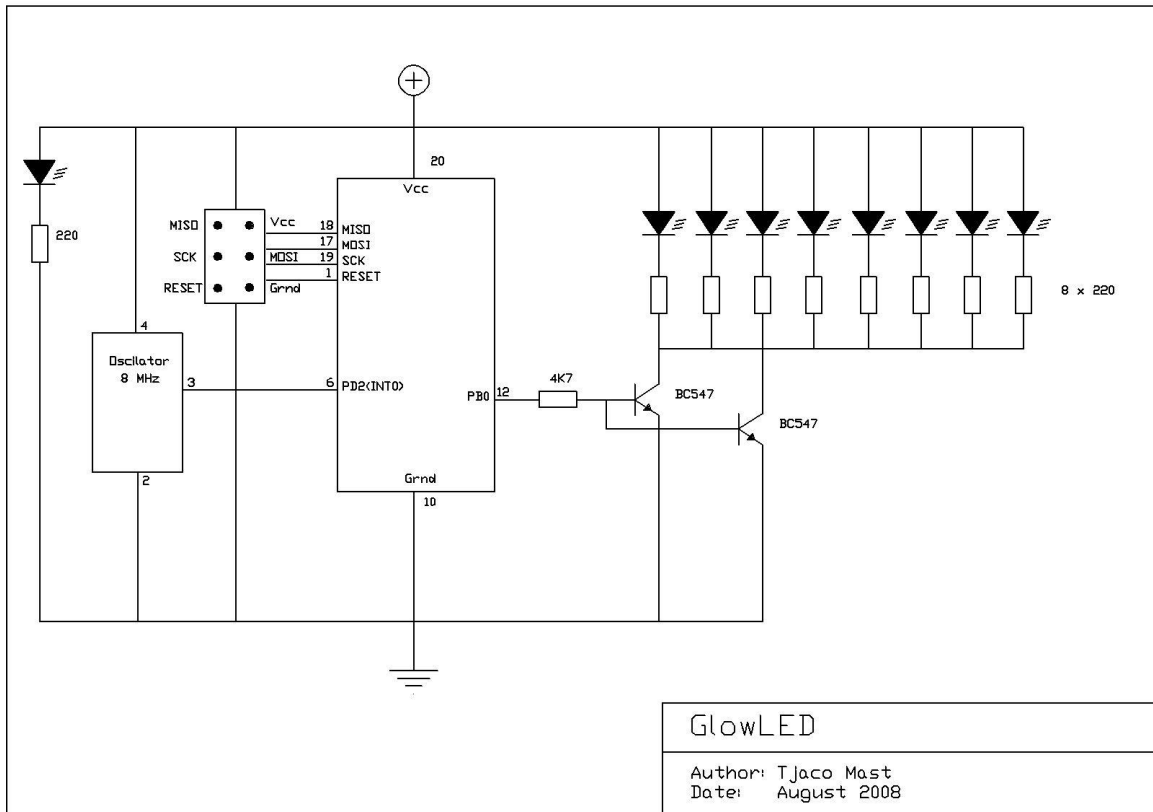 20
Vcc
220
MISO
Vcc
18
MISO
17
MOSI
SCK
MOSI
19
SCK
1
RESET
RESET
Grnd
8 x 220
4
Oscilator
8 MHz
3
6
PD2(INT0)
PB0
12
4K7
BC547
BC547
2
Grnd
10
GlowLED
Author: Tjaco Mast
Date: August 2008